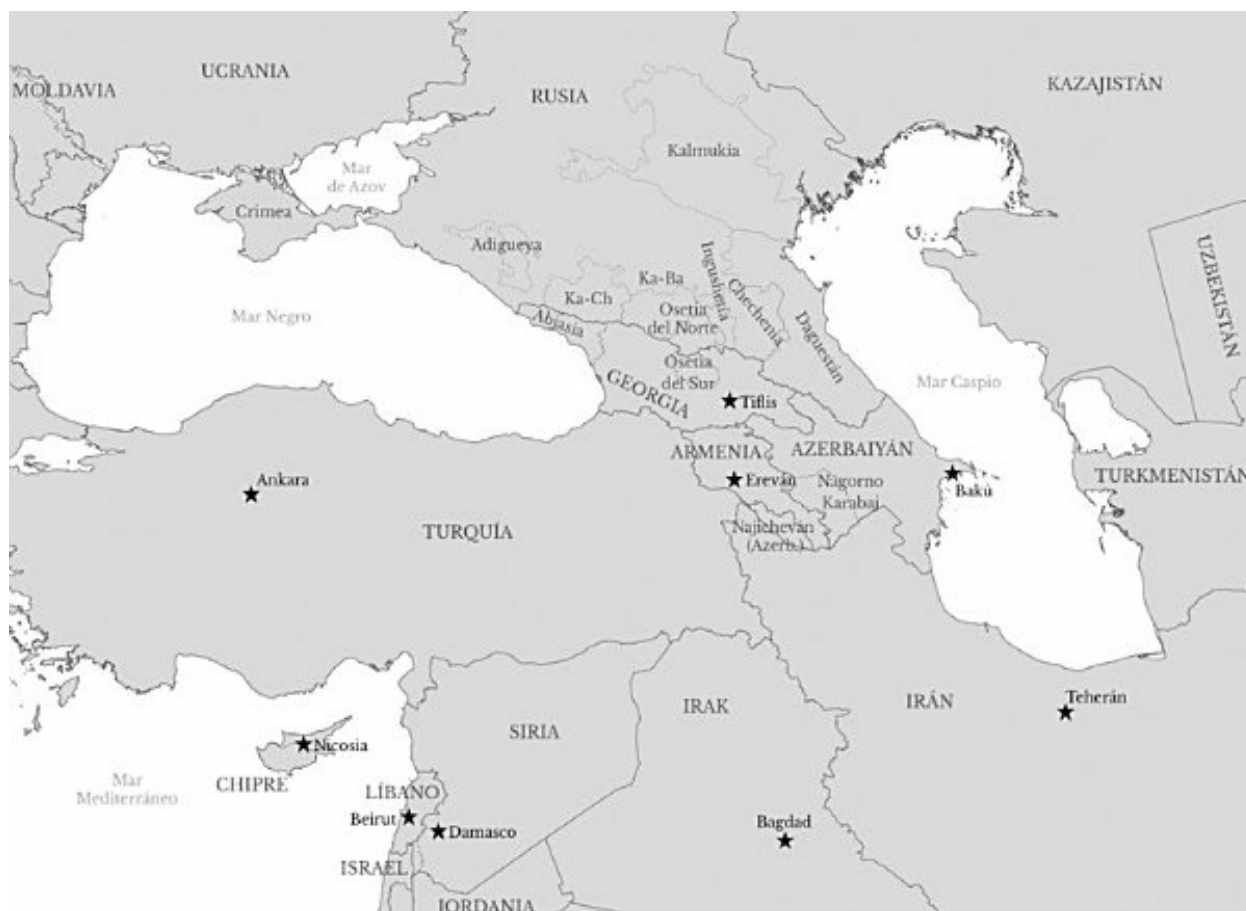 UCRANIA
MOLDAVIA
RUSIA
KAZAJISTÁN
Kalmukia
Mar
de Azov
Crimea
Adigueya
UZBEKISTÁN
Ingushetia
Ka-Ba
Chechenia
Ka-Ch
Osetia
del Norte
Mar Negro
Abjasia
Daguestán
Osetia
del Sur
GEORGIA
Mar Caspio
Tiflis
ARMENIA
AZERBAIYÁN
TURKMENISTÁN
Ankara
Ereván
Nagorno
Karabaj
Bakú
TURQUÍA
Najicheván
(Azerb.)
Teherán
IRÁN
IRAK
SIRIA
Nicosia
Mar
Mediterráneo
CHIPRE
LÍBANO
Beirut
Damasco
Bagdad
ISRAEL
JORDANIA